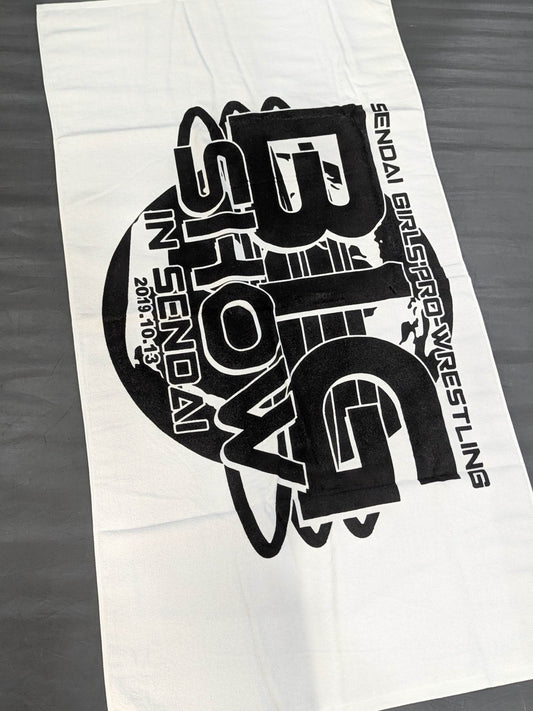 SENDAI GIRLS'PRO-WRESTLING
BIG
SHOW
IN SENDAI
2019.10.13